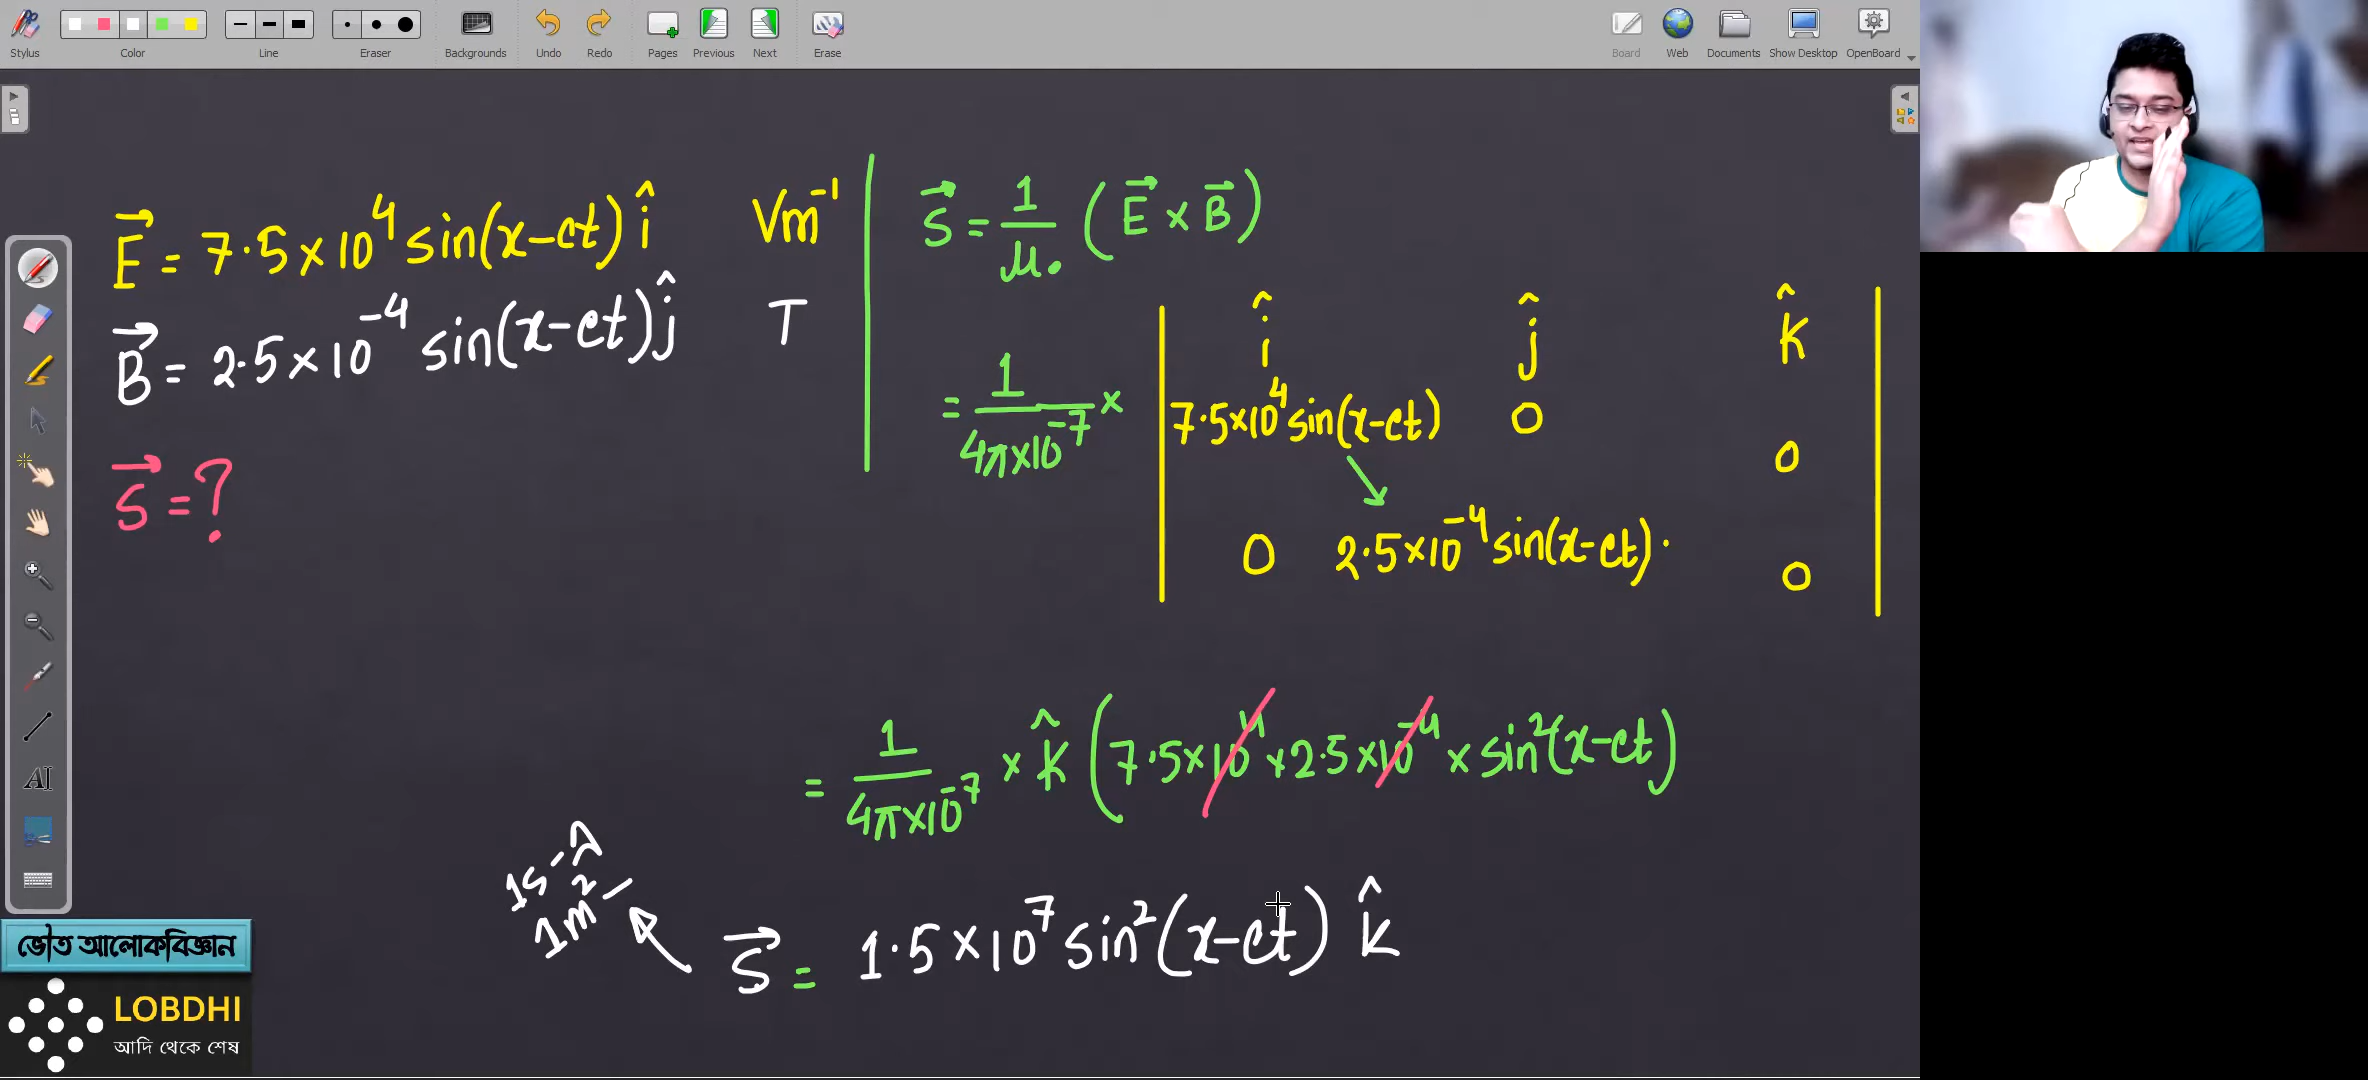 Stylus
Color
Line
Eraser
Backgrounds
Undo
Redo
Pages
Previous
Next
Erase
Board
Web
Documents
Show Desktop
OpenBoard
E⃗ = 7.5×10⁴ sin(x-ct) î Vm⁻¹
B⃗ = 2.5×10⁻⁴ sin(x-ct) ĵ T
S⃗ = ?
S⃗ = 1/μ₀ (E⃗ × B⃗)
î ĵ k̂
= 1/4π×10⁻⁷ × 7.5×10⁴ sin(x-ct) 0 0
0 2.5×10⁻⁴ sin(x-ct) 0
= 1/4π×10⁻⁷ × k̂ (7.5×10⁴ × 2.5×10⁻⁴ × sin²(x-ct)
1s
1m²
S⃗ = 1.5×10⁷ sin²(x-ct) k̂
AI
ভৌত আলোকবিজ্ঞান
LOBDHI
আদি থেকে শেষ